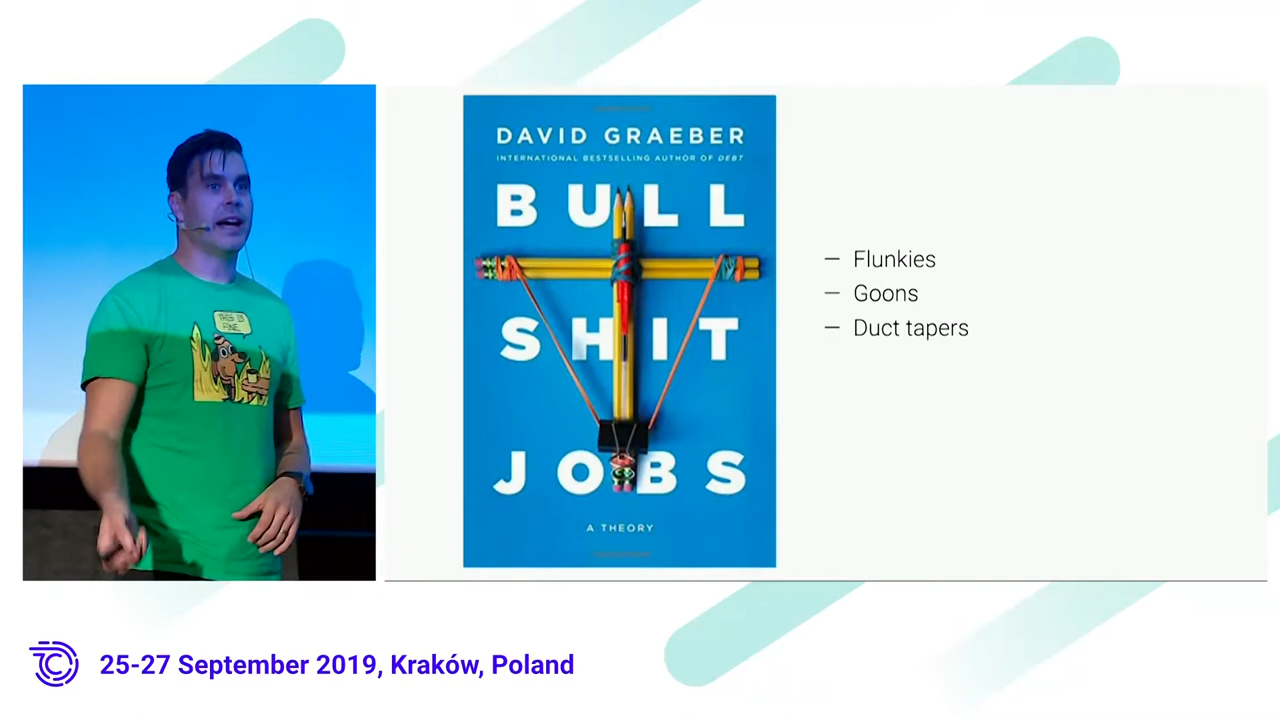 THIS IS
FINE.
DAVID GRAEBER
INTERNATIONAL BESTSELLING AUTHOR OF DEBT
BULL
SHIT
JOBS
A THEORY
— Flunkies
— Goons
— Duct tapers
25-27 September 2019, Kraków, Poland